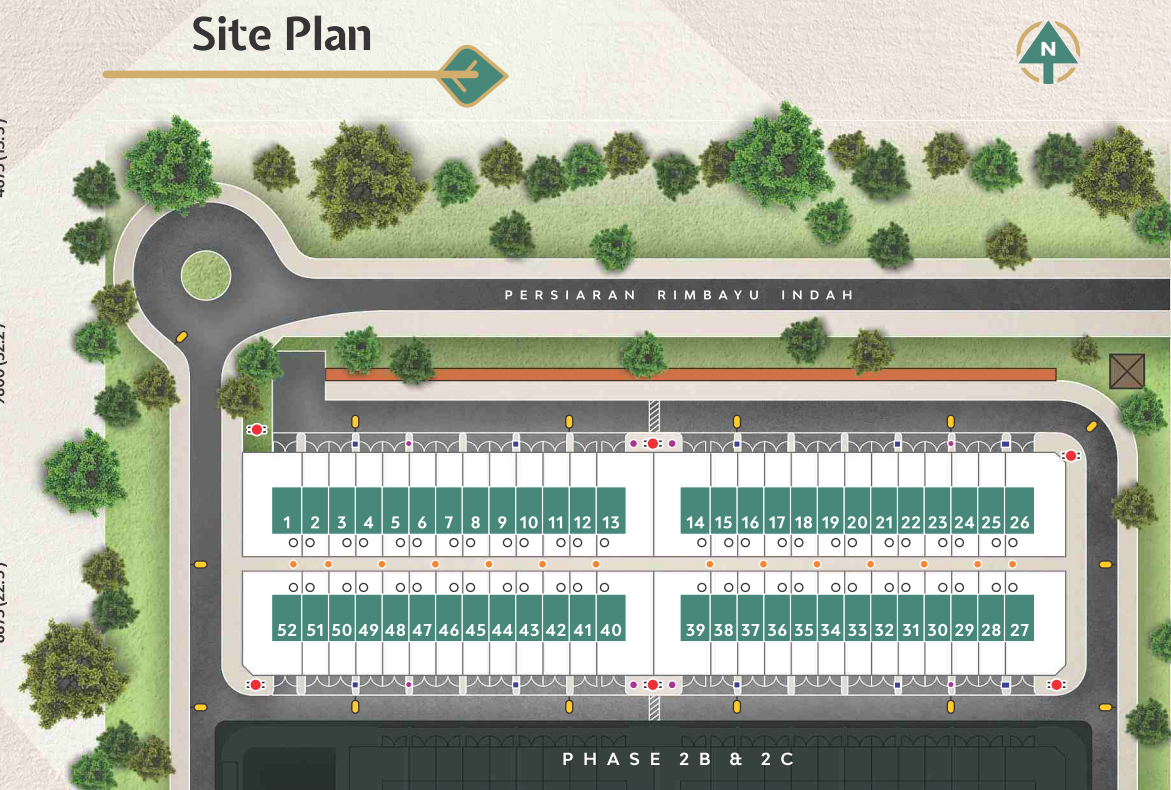 Site Plan
N
PERSIARAN RIMBAYU INDAH
1 2 3 4 5 6 7 8 9 10 11 12 13 14 15 16 17 18 19 20 21 22 23 24 25 26
52 51 50 49 48 47 46 45 44 43 42 41 40 39 38 37 36 35 34 33 32 31 30 29 28 27
PHASE 2B & 2C